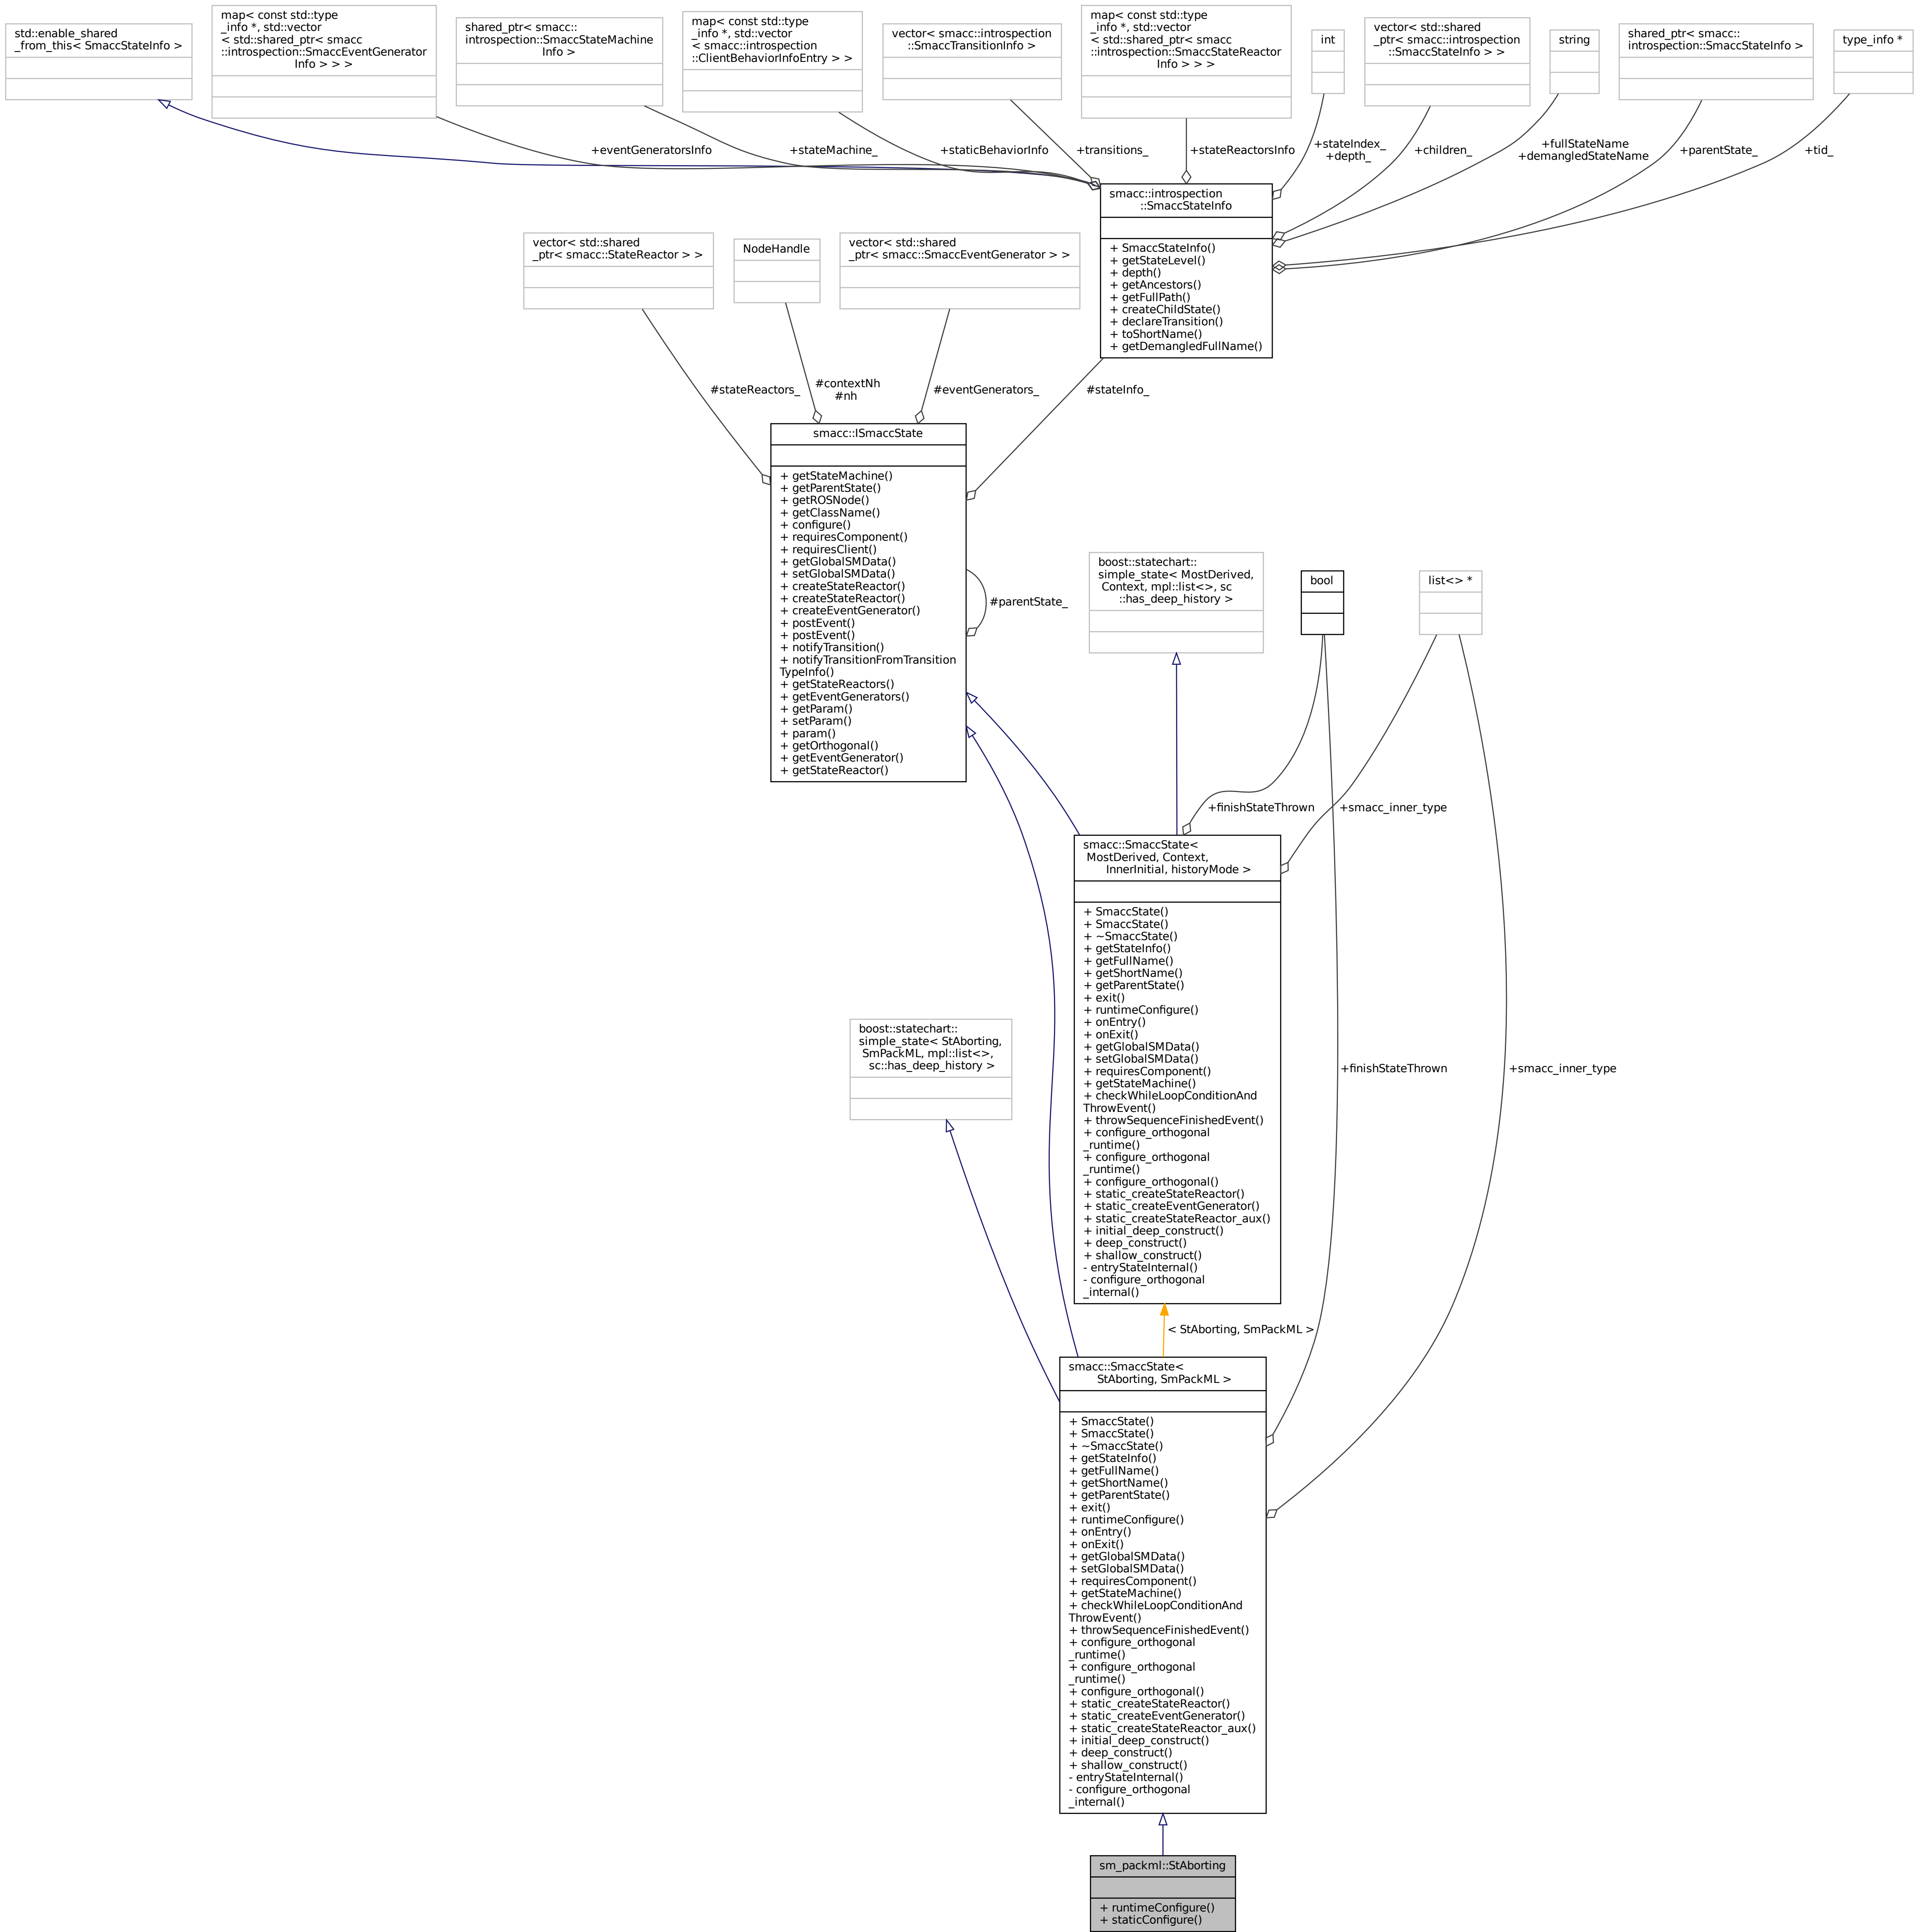 std::enable_shared
_from_this< SmaccStateInfo >
map< const std::type
_info *, std::vector
< std::shared_ptr< smacc
::introspection::SmaccEventGenerator
Info > > >
shared_ptr< smacc::
introspection::SmaccStateMachine
Info >
map< const std::type
_info *, std::vector
< smacc::introspection
::ClientBehaviorInfoEntry > >
vector< smacc::introspection
::SmaccTransitionInfo >
map< const std::type
_info *, std::vector
< std::shared_ptr< smacc
::introspection::SmaccStateReactor
Info > > >
int
vector< std::shared
_ptr< smacc::introspection
::SmaccStateInfo > >
string
shared_ptr< smacc::
introspection::SmaccStateInfo >
type_info *
+eventGeneratorsInfo
+stateMachine_
+staticBehaviorInfo
+transitions_
+stateReactorsInfo
+stateIndex_
+depth_
+children_
+fullStateName
+demangledStateName
+parentState_
+tid_
smacc::introspection
::SmaccStateInfo
+ SmaccStateInfo()
+ getStateLevel()
+ depth()
+ getAncestors()
+ getFullPath()
+ createChildState()
+ declareTransition()
+ toShortName()
+ getDemangledFullName()
vector< std::shared
_ptr< smacc::StateReactor > >
NodeHandle
vector< std::shared
_ptr< smacc::SmaccEventGenerator > >
#stateReactors_
#contextNh
#nh
#eventGenerators_
#stateInfo_
smacc::ISmaccState
+ getStateMachine()
+ getParentState()
+ getROSNode()
+ getClassName()
+ configure()
+ requiresComponent()
+ requiresClient()
+ getGlobalSMData()
+ setGlobalSMData()
+ createStateReactor()
+ createStateReactor()
+ createEventGenerator()
+ postEvent()
+ postEvent()
+ notifyTransition()
+ notifyTransitionFromTransition
TypeInfo()
+ getStateReactors()
+ getEventGenerators()
+ getParam()
+ setParam()
+ param()
+ getOrthogonal()
+ getEventGenerator()
+ getStateReactor()
#parentState_
boost::statechart::
simple_state< MostDerived,
Context, mpl::list<>, sc
::has_deep_history >
bool
list<> *
+finishStateThrown
+smacc_inner_type
smacc::SmaccState<
MostDerived, Context,
InnerInitial, historyMode >
+ SmaccState()
+ SmaccState()
+ ~SmaccState()
+ getStateInfo()
+ getFullName()
+ getShortName()
+ getParentState()
+ exit()
+ runtimeConfigure()
+ onEntry()
+ onExit()
+ getGlobalSMData()
+ setGlobalSMData()
+ requiresComponent()
+ getStateMachine()
+ checkWhileLoopConditionAnd
ThrowEvent()
+ throwSequenceFinishedEvent()
+ configure_orthogonal
_runtime()
+ configure_orthogonal
_runtime()
+ configure_orthogonal()
+ static_createStateReactor()
+ static_createEventGenerator()
+ static_createStateReactor_aux()
+ initial_deep_construct()
+ deep_construct()
+ shallow_construct()
- entryStateInternal()
- configure_orthogonal
_internal()
boost::statechart::
simple_state< StAborting,
SmPackML, mpl::list<>,
sc::has_deep_history >
+finishStateThrown
+smacc_inner_type
< StAborting, SmPackML >
smacc::SmaccState<
StAborting, SmPackML >
+ SmaccState()
+ SmaccState()
+ ~SmaccState()
+ getStateInfo()
+ getFullName()
+ getShortName()
+ getParentState()
+ exit()
+ runtimeConfigure()
+ onEntry()
+ onExit()
+ getGlobalSMData()
+ setGlobalSMData()
+ requiresComponent()
+ getStateMachine()
+ checkWhileLoopConditionAnd
ThrowEvent()
+ throwSequenceFinishedEvent()
+ configure_orthogonal
_runtime()
+ configure_orthogonal
_runtime()
+ configure_orthogonal()
+ static_createStateReactor()
+ static_createEventGenerator()
+ static_createStateReactor_aux()
+ initial_deep_construct()
+ deep_construct()
+ shallow_construct()
- entryStateInternal()
- configure_orthogonal
_internal()
sm_packml::StAborting
+ runtimeConfigure()
+ staticConfigure()